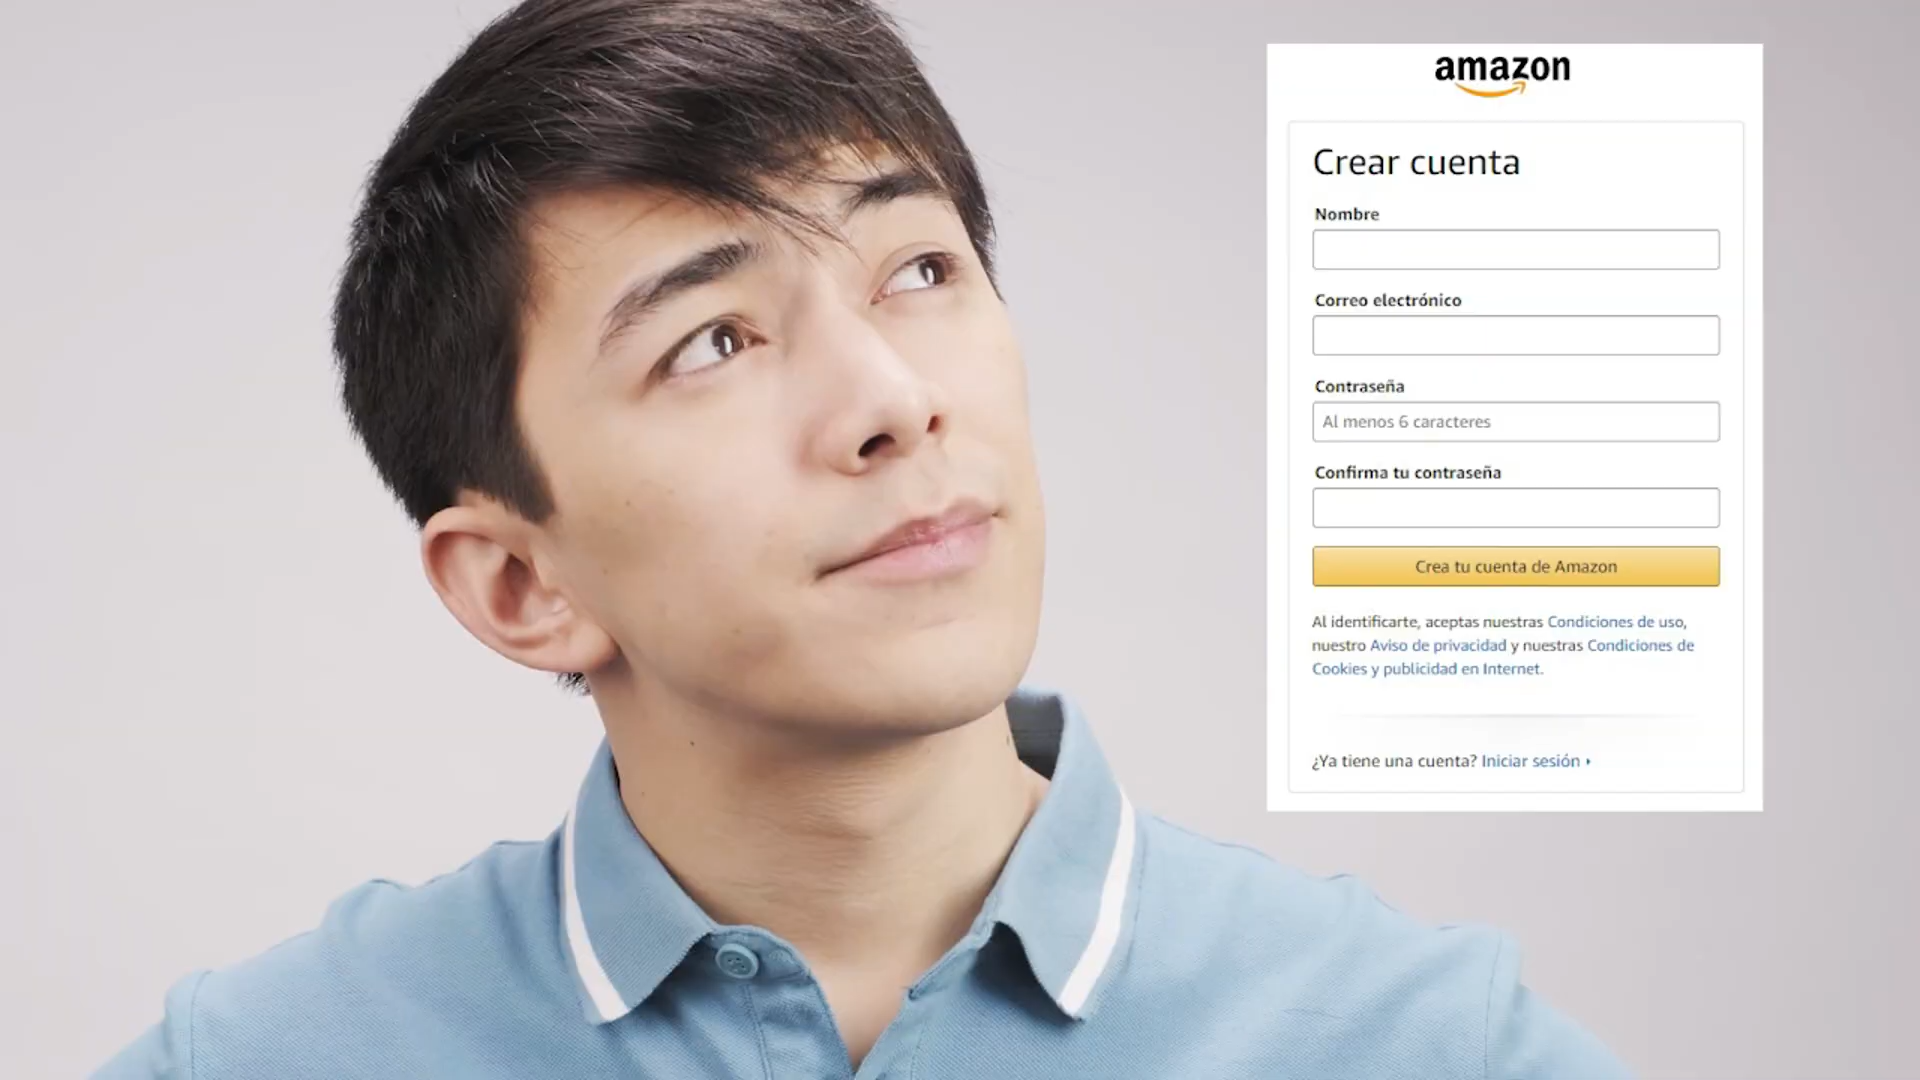 amazon
Crear cuenta
Nombre
Correo electrónico
Contraseña
Al menos 6 caracteres
Confirma tu contraseña
Crea tu cuenta de Amazon
Al identificarte, aceptas nuestras Condiciones de uso,
nuestro Aviso de privacidad y nuestras Condiciones de
Cookies y publicidad en Internet.
¿Ya tiene una cuenta? Iniciar sesión